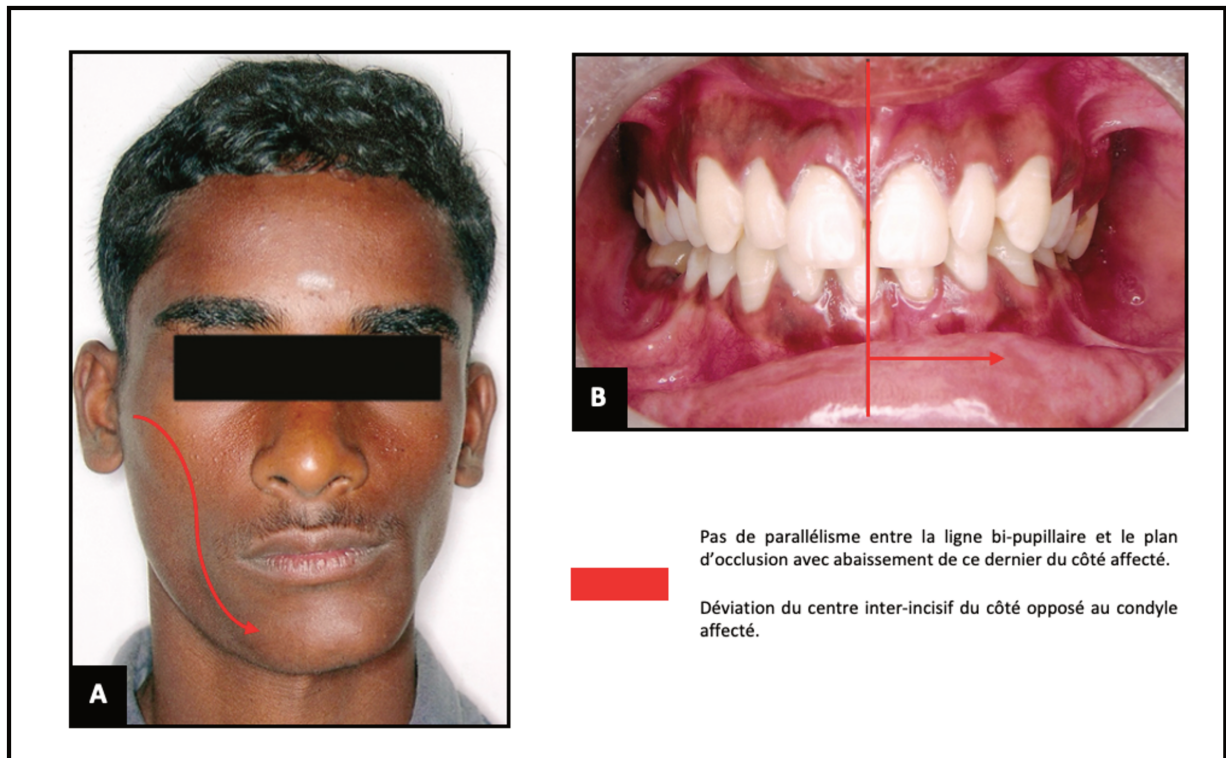 A
B
Pas de parallélisme entre la ligne bi-pupillaire et le plan
d'occlusion avec abaissement de ce dernier du côté affecté.
Déviation du centre inter-incisif du côté opposé au condyle
affecté.